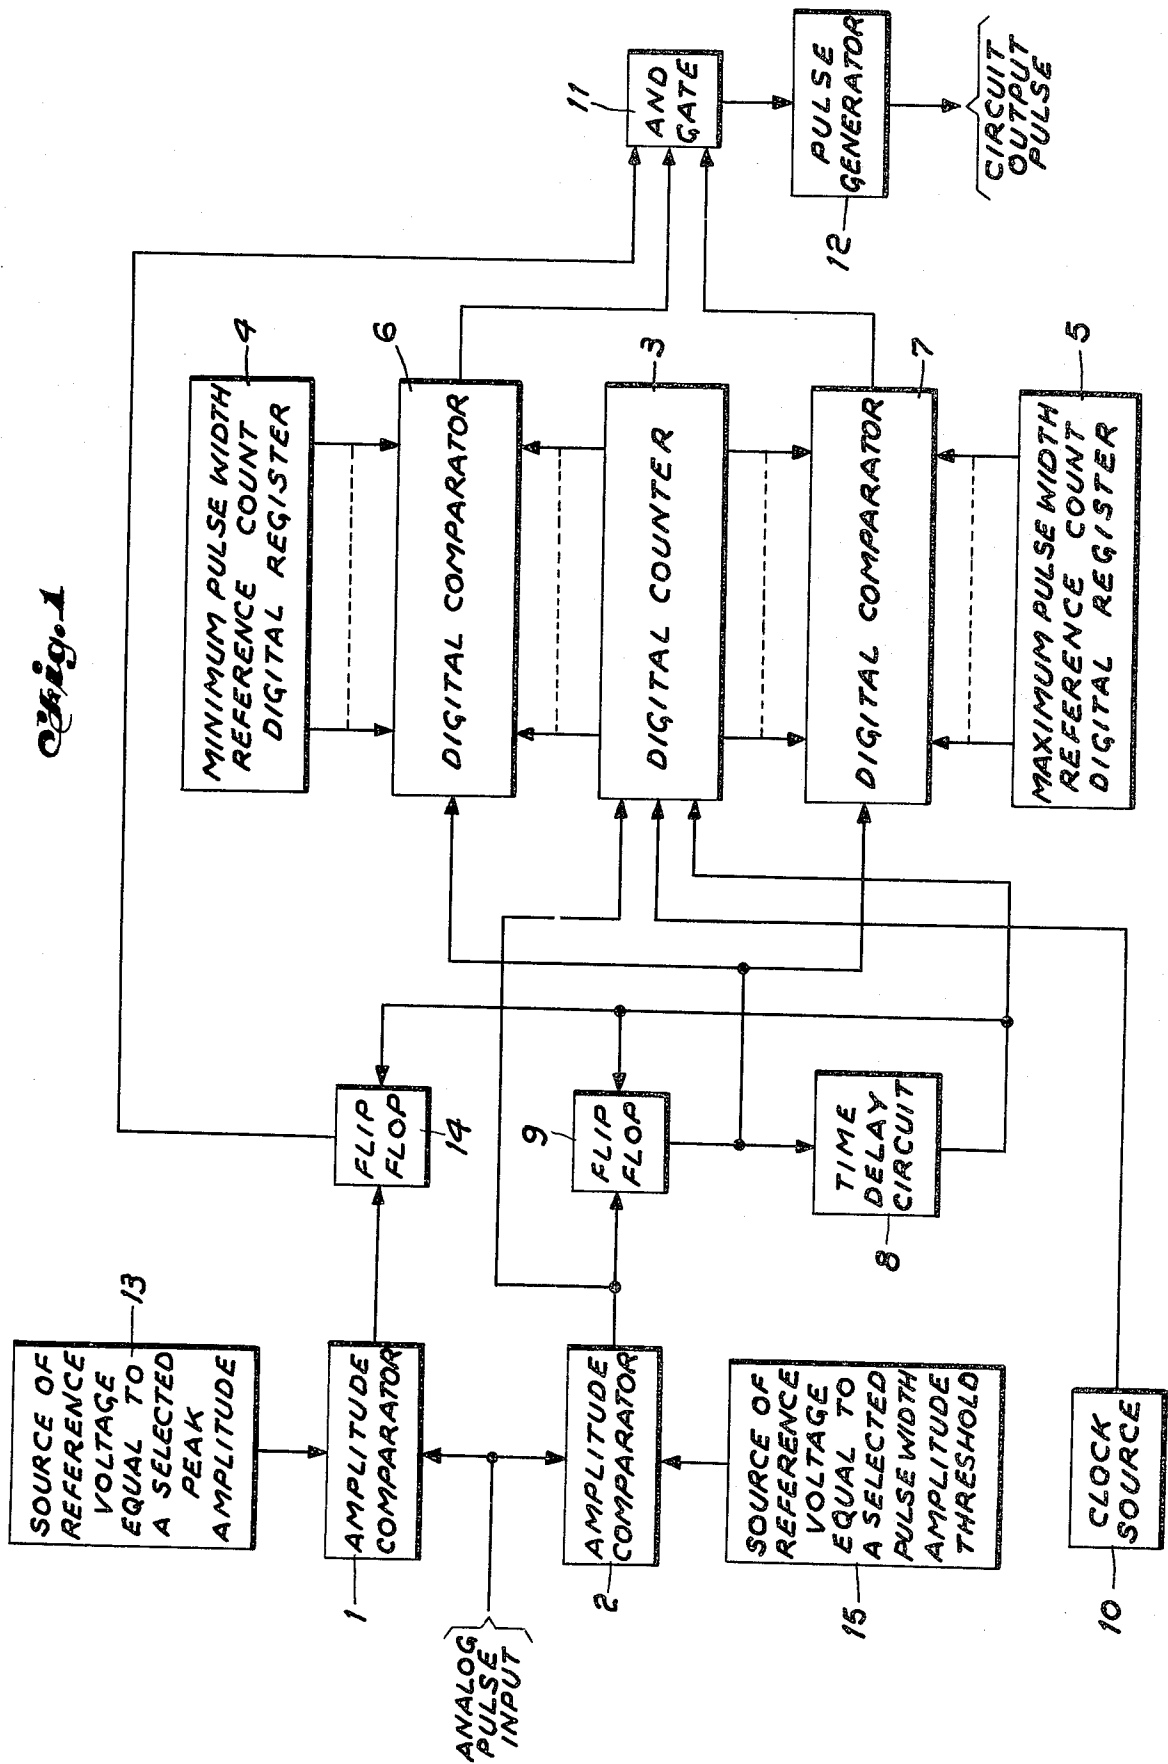 Fig. 1
SOURCE OF
REFERENCE
VOLTAGE
EQUAL TO
A SELECTED
PEAK
AMPLITUDE
13
AMPLITUDE
COMPARATOR
1
ANALOG
PULSE
INPUT
AMPLITUDE
COMPARATOR
2
SOURCE OF
REFERENCE
VOLTAGE
EQUAL TO
A SELECTED
PULSE WIDTH
AMPLITUDE
THRESHOLD
15
CLOCK
SOURCE
10
FLIP
FLOP
14
FLIP
FLOP
9
TIME
DELAY
CIRCUIT
8
MINIMUM PULSE WIDTH
REFERENCE COUNT
DIGITAL REGISTER
4
DIGITAL COMPARATOR
6
DIGITAL COUNTER
3
DIGITAL COMPARATOR
7
MAXIMUM PULSE WIDTH
REFERENCE COUNT
DIGITAL REGISTER
5
AND
GATE
11
PULSE
GENERATOR
12
CIRCUIT
OUTPUT
PULSE